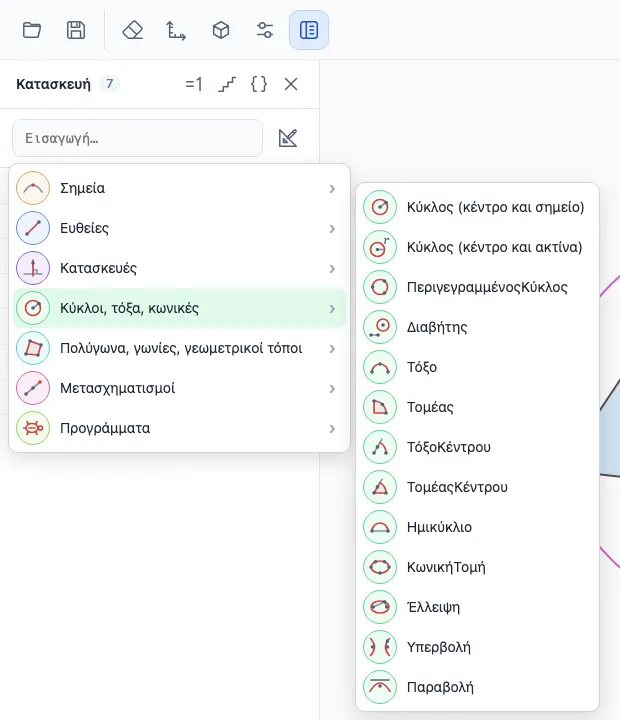 Κατασκευή 7
=1
{}
Εισαγωγή…
Σημεία
Ευθείες
Κατασκευές
Κύκλοι, τόξα, κωνικές
Πολύγωνα, γωνίες, γεωμετρικοί τόποι
Μετασχηματισμοί
Προγράμματα
Κύκλος (κέντρο και σημείο)
r
Κύκλος (κέντρο και ακτίνα)
ΠεριγεγραμμένοςΚύκλος
Διαβήτης
Τόξο
Τομέας
ΤόξοΚέντρου
ΤομέαςΚέντρου
Ημικύκλιο
ΚωνικήΤομή
Έλλειψη
Υπερβολή
Παραβολή